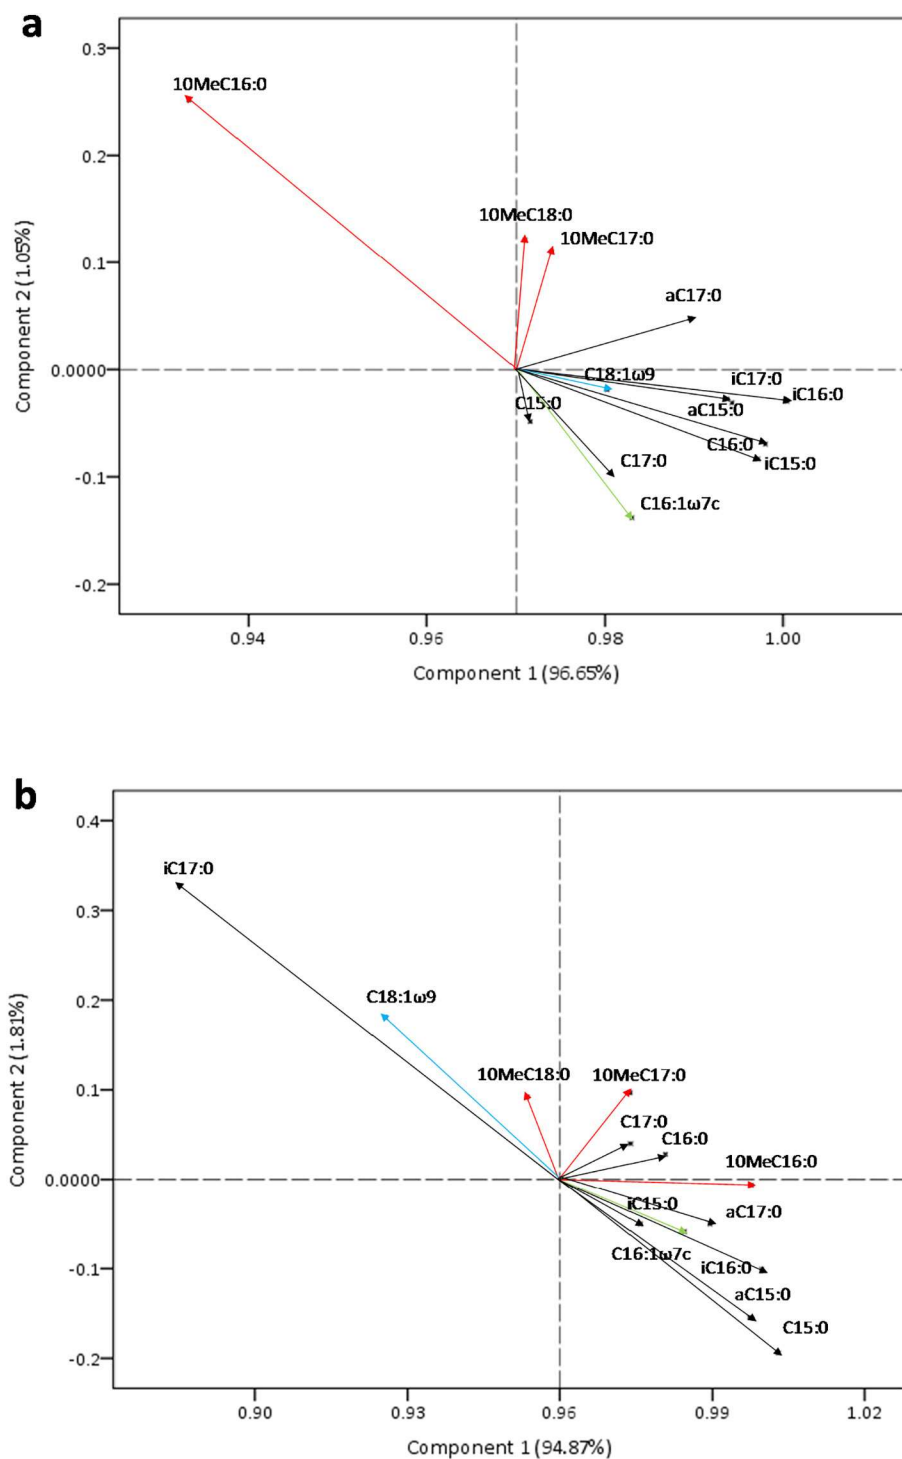 a
0.3
10MeC16:0
0.2
10MeC18:0
10MeC17:0
0.1
aC17:0
Component 2 (1.05%)
0.0000
C18:1ω9
iC17:0
iC16:0
C15:0
aC15:0
C16:0
iC15:0
C17:0
-0.1
C16:1ω7c
-0.2
0.94 0.96 0.98 1.00
Component 1 (96.65%)
b
0.4
iC17:0
0.3
C18:1ω9
0.2
10MeC18:0
10MeC17:0
0.1
C17:0
C16:0
Component 2 (1.81%)
10MeC16:0
0.0000
iC15:0
aC17:0
C16:1ω7c
iC16:0
-0.1
aC15:0
C15:0
-0.2
0.90 0.93 0.96 0.99 1.02
Component 1 (94.87%)